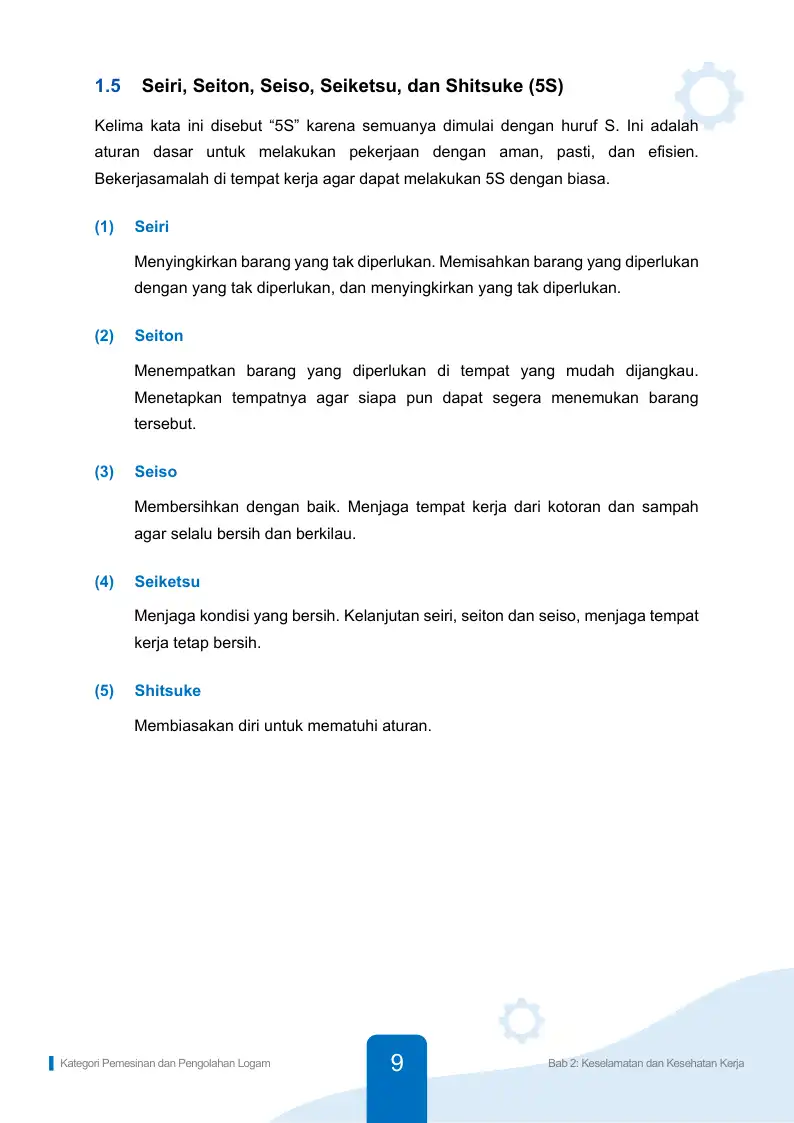 1.5 Seiri, Seiton, Seiso, Seiketsu, dan Shitsuke (5S)
Kelima kata ini disebut “5S” karena semuanya dimulai dengan huruf S. Ini adalah
aturan dasar untuk melakukan pekerjaan dengan aman, pasti, dan efisien.
Bekerjasamalah di tempat kerja agar dapat melakukan 5S dengan biasa.
(1) Seiri
Menyingkirkan barang yang tak diperlukan. Memisahkan barang yang diperlukan
dengan yang tak diperlukan, dan menyingkirkan yang tak diperlukan.
(2) Seiton
Menempatkan barang yang diperlukan di tempat yang mudah dijangkau.
Menetapkan tempatnya agar siapa pun dapat segera menemukan barang
tersebut.
(3) Seiso
Membersihkan dengan baik. Menjaga tempat kerja dari kotoran dan sampah
agar selalu bersih dan berkilau.
(4) Seiketsu
Menjaga kondisi yang bersih. Kelanjutan seiri, seiton dan seiso, menjaga tempat
kerja tetap bersih.
(5) Shitsuke
Membiasakan diri untuk mematuhi aturan.
Kategori Pemesinan dan Pengolahan Logam
9
Bab 2: Keselamatan dan Kesehatan Kerja